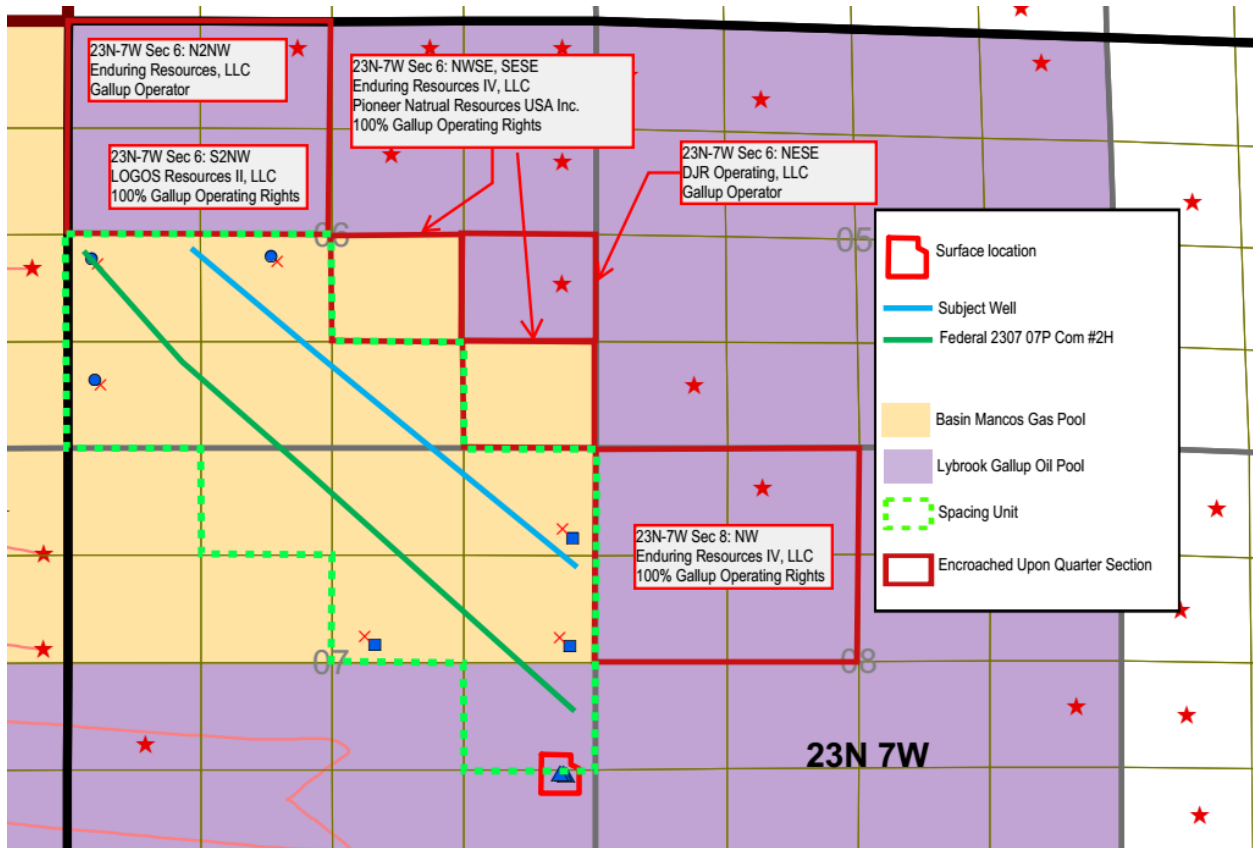 23N-7W Sec 6: N2NW
Enduring Resources, LLC
Gallup Operator
23N-7W Sec 6: NWSE, SESE
Enduring Resources IV, LLC
Pioneer Natrual Resources USA Inc.
100% Gallup Operating Rights
23N-7W Sec 6: S2NW
LOGOS Resources II, LLC
100% Gallup Operating Rights
23N-7W Sec 6: NESE
DJR Operating, LLC
Gallup Operator
06
05
Surface location
Subject Well
Federal 2307 07P Com #2H
Basin Mancos Gas Pool
Lybrook Gallup Oil Pool
Spacing Unit
Encroached Upon Quarter Section
23N-7W Sec 8: NW
Enduring Resources IV, LLC
100% Gallup Operating Rights
07
08
23N 7W